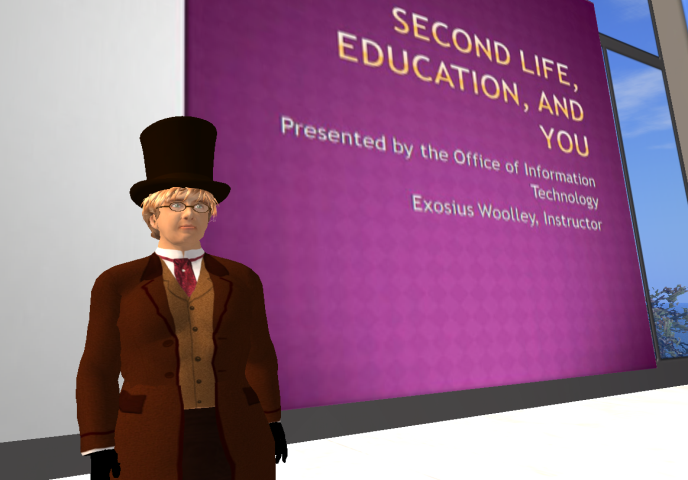 SECOND LIFE,
EDUCATION, AND
YOU
Presented by the Office of Information
Technology
Exosius Woolley, Instructor